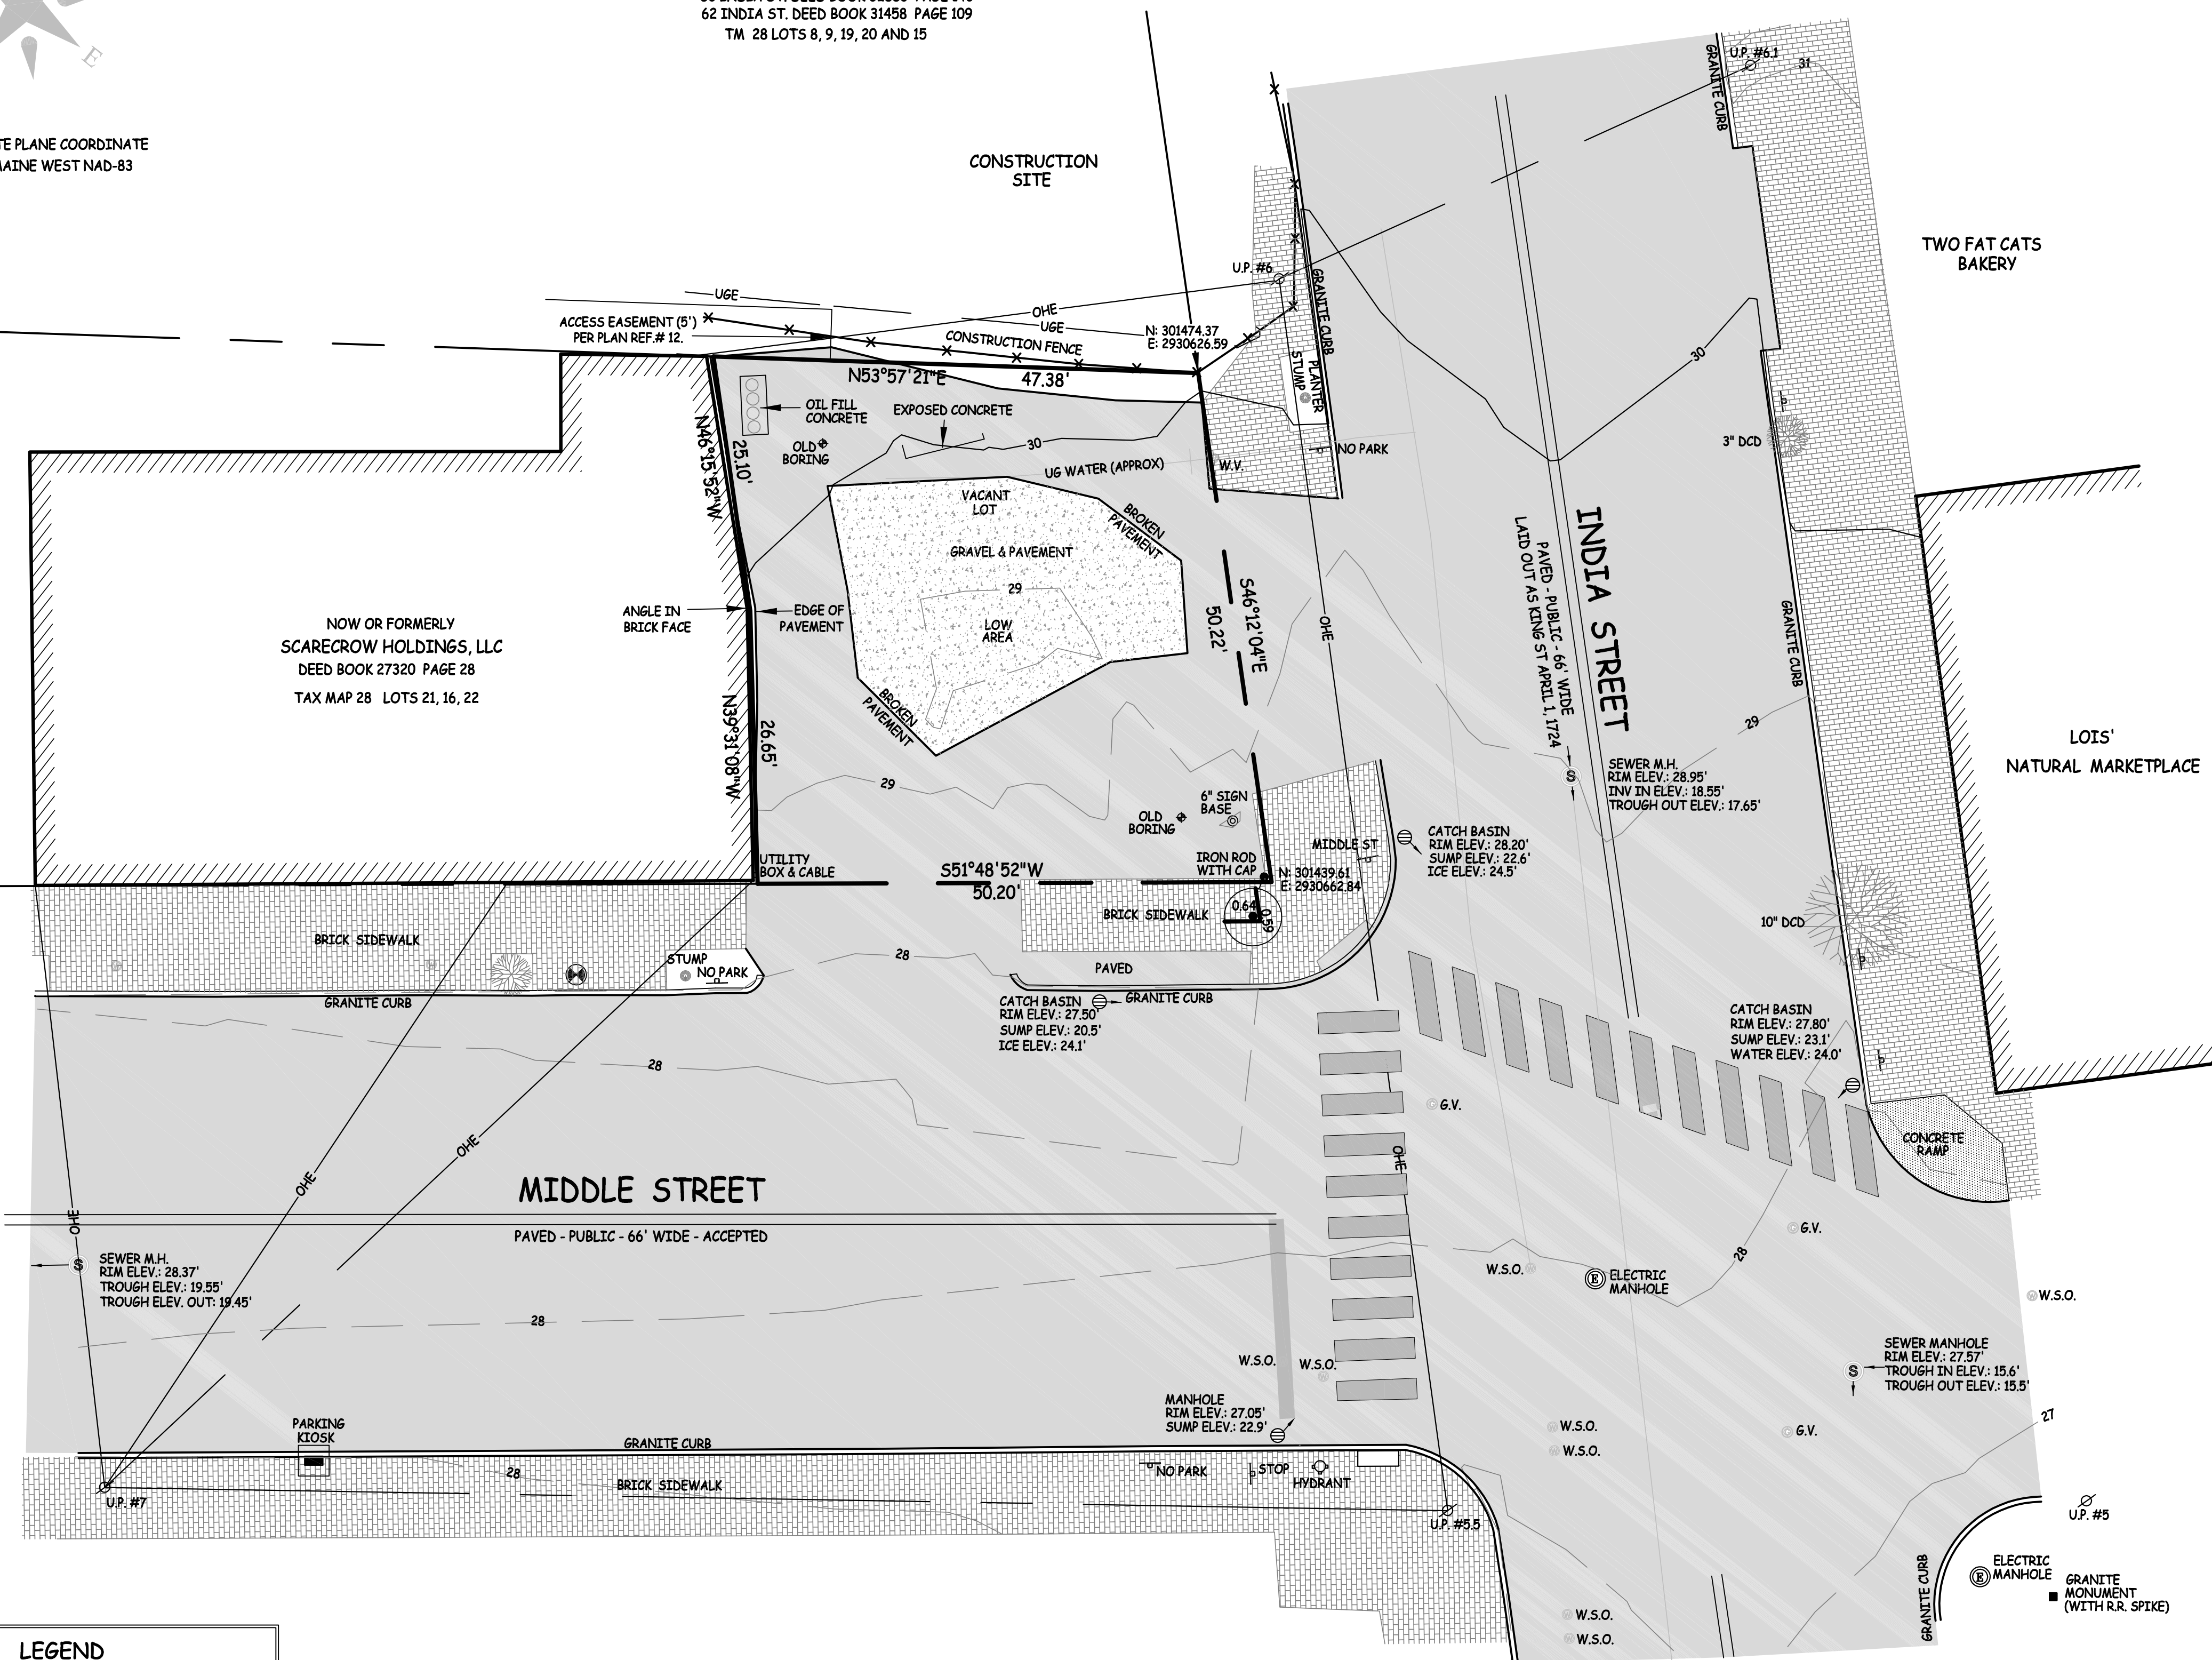 62 INDIA ST. DEED BOOK 31458 PAGE 109
TM 28 LOTS 8, 9, 19, 20 AND 15
E
TE PLANE COORDINATE
MAINE WEST NAD-83
CONSTRUCTION
SITE
GRANITE CURB
U.P. #6.1
31
TWO FAT CATS
BAKERY
U.P. #6
GRANITE CURB
UGE
OHE
UGE
ACCESS EASEMENT (5')
PER PLAN REF.# 12.
CONSTRUCTION FENCE
N: 301474.37
E: 2930626.59
N53°57'21"E
47.38'
PLANTER
STUMP
30
OIL FILL
CONCRETE
EXPOSED CONCRETE
OLD
BORING
30
N46°15'52"W
25.10'
UG WATER (APPROX)
W.V.
NO PARK
3" DCD
VACANT
LOT
BROKEN
PAVEMENT
GRAVEL & PAVEMENT
29
LOW
AREA
INDIA STREET
PAVED - PUBLIC - 66' WIDE
LAID OUT AS KING ST APRIL 1, 1724
S46°12'04"E
50.22'
OHE
GRANITE CURB
ANGLE IN
BRICK FACE
EDGE OF
PAVEMENT
NOW OR FORMERLY
SCARECROW HOLDINGS, LLC
DEED BOOK 27320 PAGE 28
TAX MAP 28 LOTS 21, 16, 22
BROKEN
PAVEMENT
N39°31'08"W
26.65'
29
29
LOIS'
NATURAL MARKETPLACE
S
SEWER M.H.
RIM ELEV.: 28.95'
INV IN ELEV.: 18.55'
TROUGH OUT ELEV.: 17.65'
6" SIGN
BASE
OLD
BORING
MIDDLE ST
CATCH BASIN
RIM ELEV.: 28.20'
SUMP ELEV.: 22.6'
ICE ELEV.: 24.5'
UTILITY
BOX & CABLE
S51°48'52"W
50.20'
IRON ROD
WITH CAP
N: 301439.61
E: 2930662.84
0.64
0.59
BRICK SIDEWALK
10" DCD
BRICK SIDEWALK
STUMP
NO PARK
28
PAVED
GRANITE CURB
CATCH BASIN
RIM ELEV.: 27.50'
SUMP ELEV.: 20.5'
ICE ELEV.: 24.1'
GRANITE CURB
CATCH BASIN
RIM ELEV.: 27.80'
SUMP ELEV.: 23.1'
WATER ELEV.: 24.0'
28
G.V.
CONCRETE
RAMP
OHE
OHE
OHE
OHE
MIDDLE STREET
PAVED - PUBLIC - 66' WIDE - ACCEPTED
G.V.
28
S
SEWER M.H.
RIM ELEV.: 28.37'
TROUGH ELEV.: 19.55'
TROUGH ELEV. OUT: 19.45'
W.S.O.
E
ELECTRIC
MANHOLE
W.S.O.
28
W.S.O.
W.S.O.
S
SEWER MANHOLE
RIM ELEV.: 27.57'
TROUGH IN ELEV.: 15.6'
TROUGH OUT ELEV.: 15.5'
MANHOLE
RIM ELEV.: 27.05'
SUMP ELEV.: 22.9'
27
PARKING
KIOSK
GRANITE CURB
W.S.O.
G.V.
W.S.O.
28
BRICK SIDEWALK
NO PARK
STOP
HYDRANT
U.P. #7
U.P. #5.5
U.P. #5
GRANITE CURB
E
ELECTRIC
MANHOLE
GRANITE
MONUMENT
(WITH R.R. SPIKE)
W.S.O.
W.S.O.
LEGEND